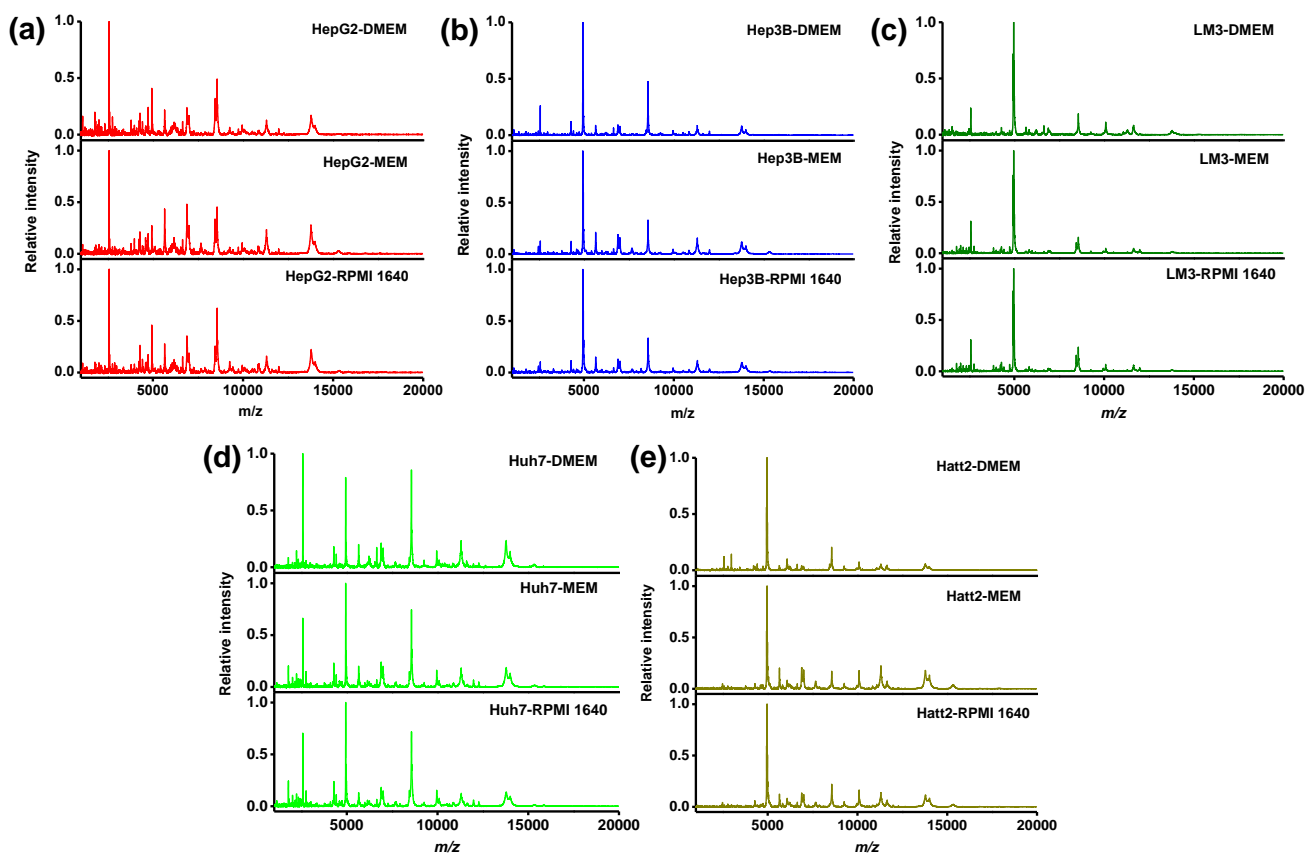 (a)
Relative intensity
1.0
HepG2-DMEM
0.5
0.0
1.0
HepG2-MEM
0.5
0.0
1.0
HepG2-RPMI 1640
0.5
0.0
5000 10000 15000 20000
m/z
(b)
Relative intensity
1.0
Hep3B-DMEM
0.5
0.0
1.0
Hep3B-MEM
0.5
0.0
1.0
Hep3B-RPMI 1640
0.5
0.0
5000 10000 15000 20000
m/z
(c)
Relative intensity
1.0
LM3-DMEM
0.5
0.0
1.0
LM3-MEM
0.5
0.0
1.0
LM3-RPMI 1640
0.5
0.0
5000 10000 15000 20000
m/z
(d)
Relative intensity
1.0
Huh7-DMEM
0.5
0.0
1.0
Huh7-MEM
0.5
0.0
1.0
Huh7-RPMI 1640
0.5
0.0
5000 10000 15000 20000
m/z
(e)
Relative intensity
1.0
Hatt2-DMEM
0.5
0.0
1.0
Hatt2-MEM
0.5
0.0
1.0
Hatt2-RPMI 1640
0.5
0.0
5000 10000 15000 20000
m/z